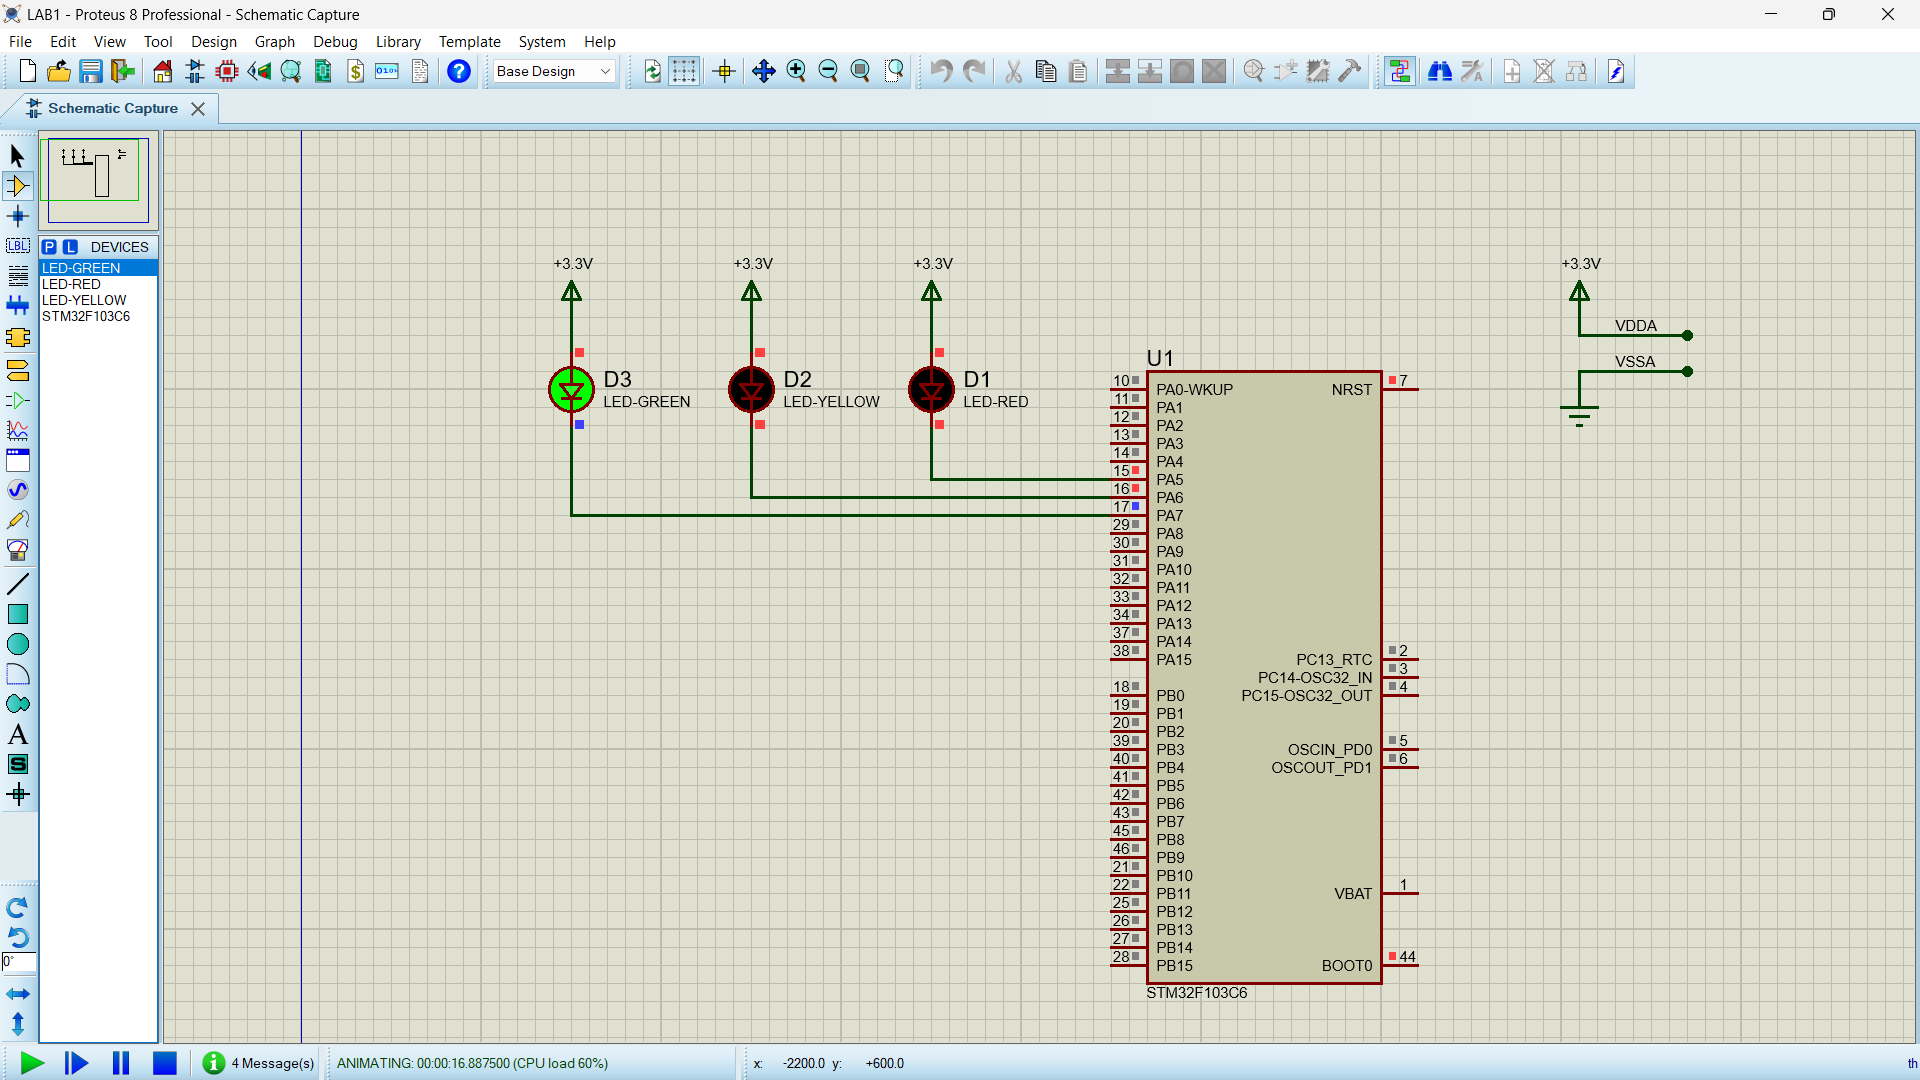 LAB1 - Proteus 8 Professional - Schematic Capture
File Edit View Tool Design Graph Debug Library Template System Help
Base Design
Schematic Capture
P L DEVICES
LED-GREEN
LED-RED
LED-YELLOW
STM32F103C6
LBL
A
S
0°
+3.3V +3.3V +3.3V +3.3V
VDDA
VSSA
D3
LED-GREEN
D2
LED-YELLOW
D1
LED-RED
U1
10 PA0-WKUP NRST 7
11 PA1
12 PA2
13 PA3
14 PA4
15 PA5
16 PA6
17 PA7
29 PA8
30 PA9
31 PA10
32 PA11
33 PA12
34 PA13
37 PA14
38 PA15 PC13_RTC 2
PC14-OSC32_IN 3
18 PB0 PC15-OSC32_OUT 4
19 PB1
20 PB2
39 PB3 OSCIN_PD0 5
40 PB4 OSCOUT_PD1 6
41 PB5
42 PB6
43 PB7
45 PB8
46 PB9
21 PB10
22 PB11 VBAT 1
25 PB12
26 PB13
27 PB14
28 PB15 BOOT0 44
STM32F103C6
4 Message(s) ANIMATING: 00:00:16.887500 (CPU load 60%) x: -2200.0 y: +600.0 th